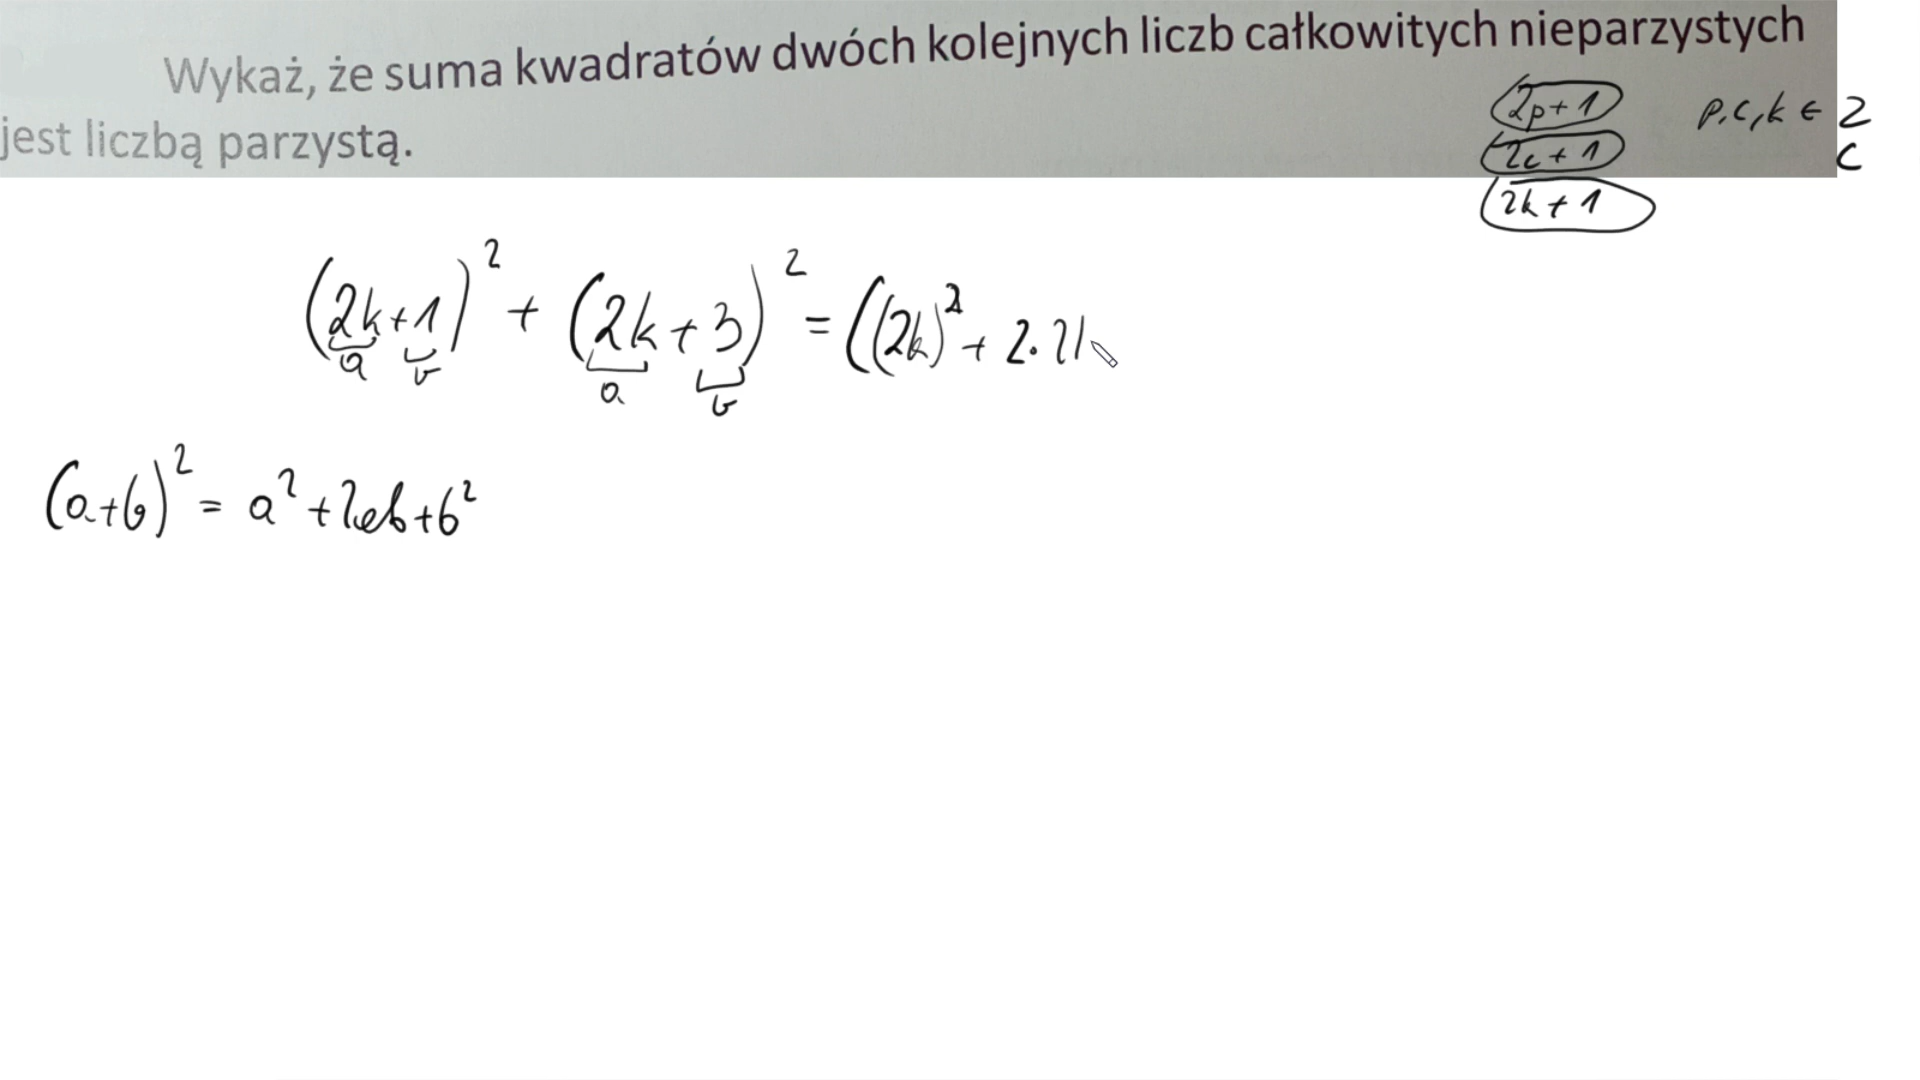 Wykaż, że suma kwadratów dwóch kolejnych liczb całkowitych nieparzystych
jest liczbą parzystą.
2p+1 p,c,k ∈ Z
2c+1 C
2k+1
(2k+1)² + (2k+3)² = ((2k)² + 2·2k
a b a b
(a+b)² = a²+2ab+b²